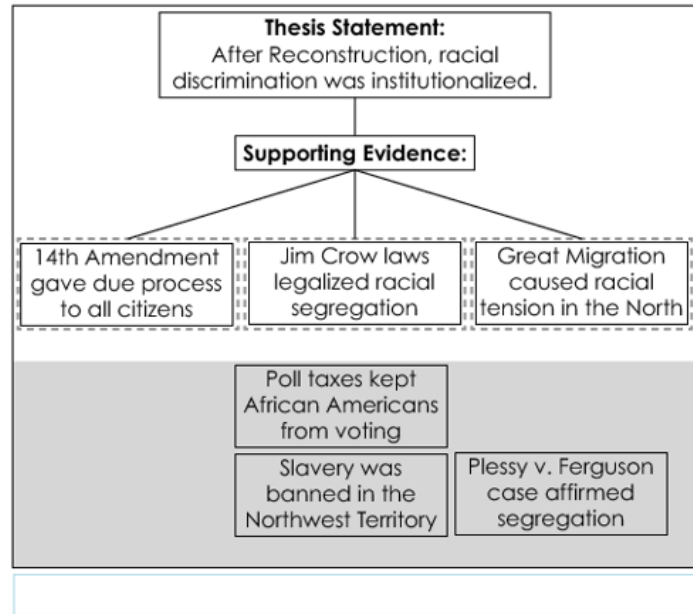 Thesis Statement:
After Reconstruction, racial
discrimination was institutionalized.
Supporting Evidence:
14th Amendment
gave due process
to all citizens
Jim Crow laws
legalized racial
segregation
Great Migration
caused racial
tension in the North
Poll taxes kept
African Americans
from voting
Slavery was
banned in the
Northwest Territory
Plessy v. Ferguson
case affirmed
segregation